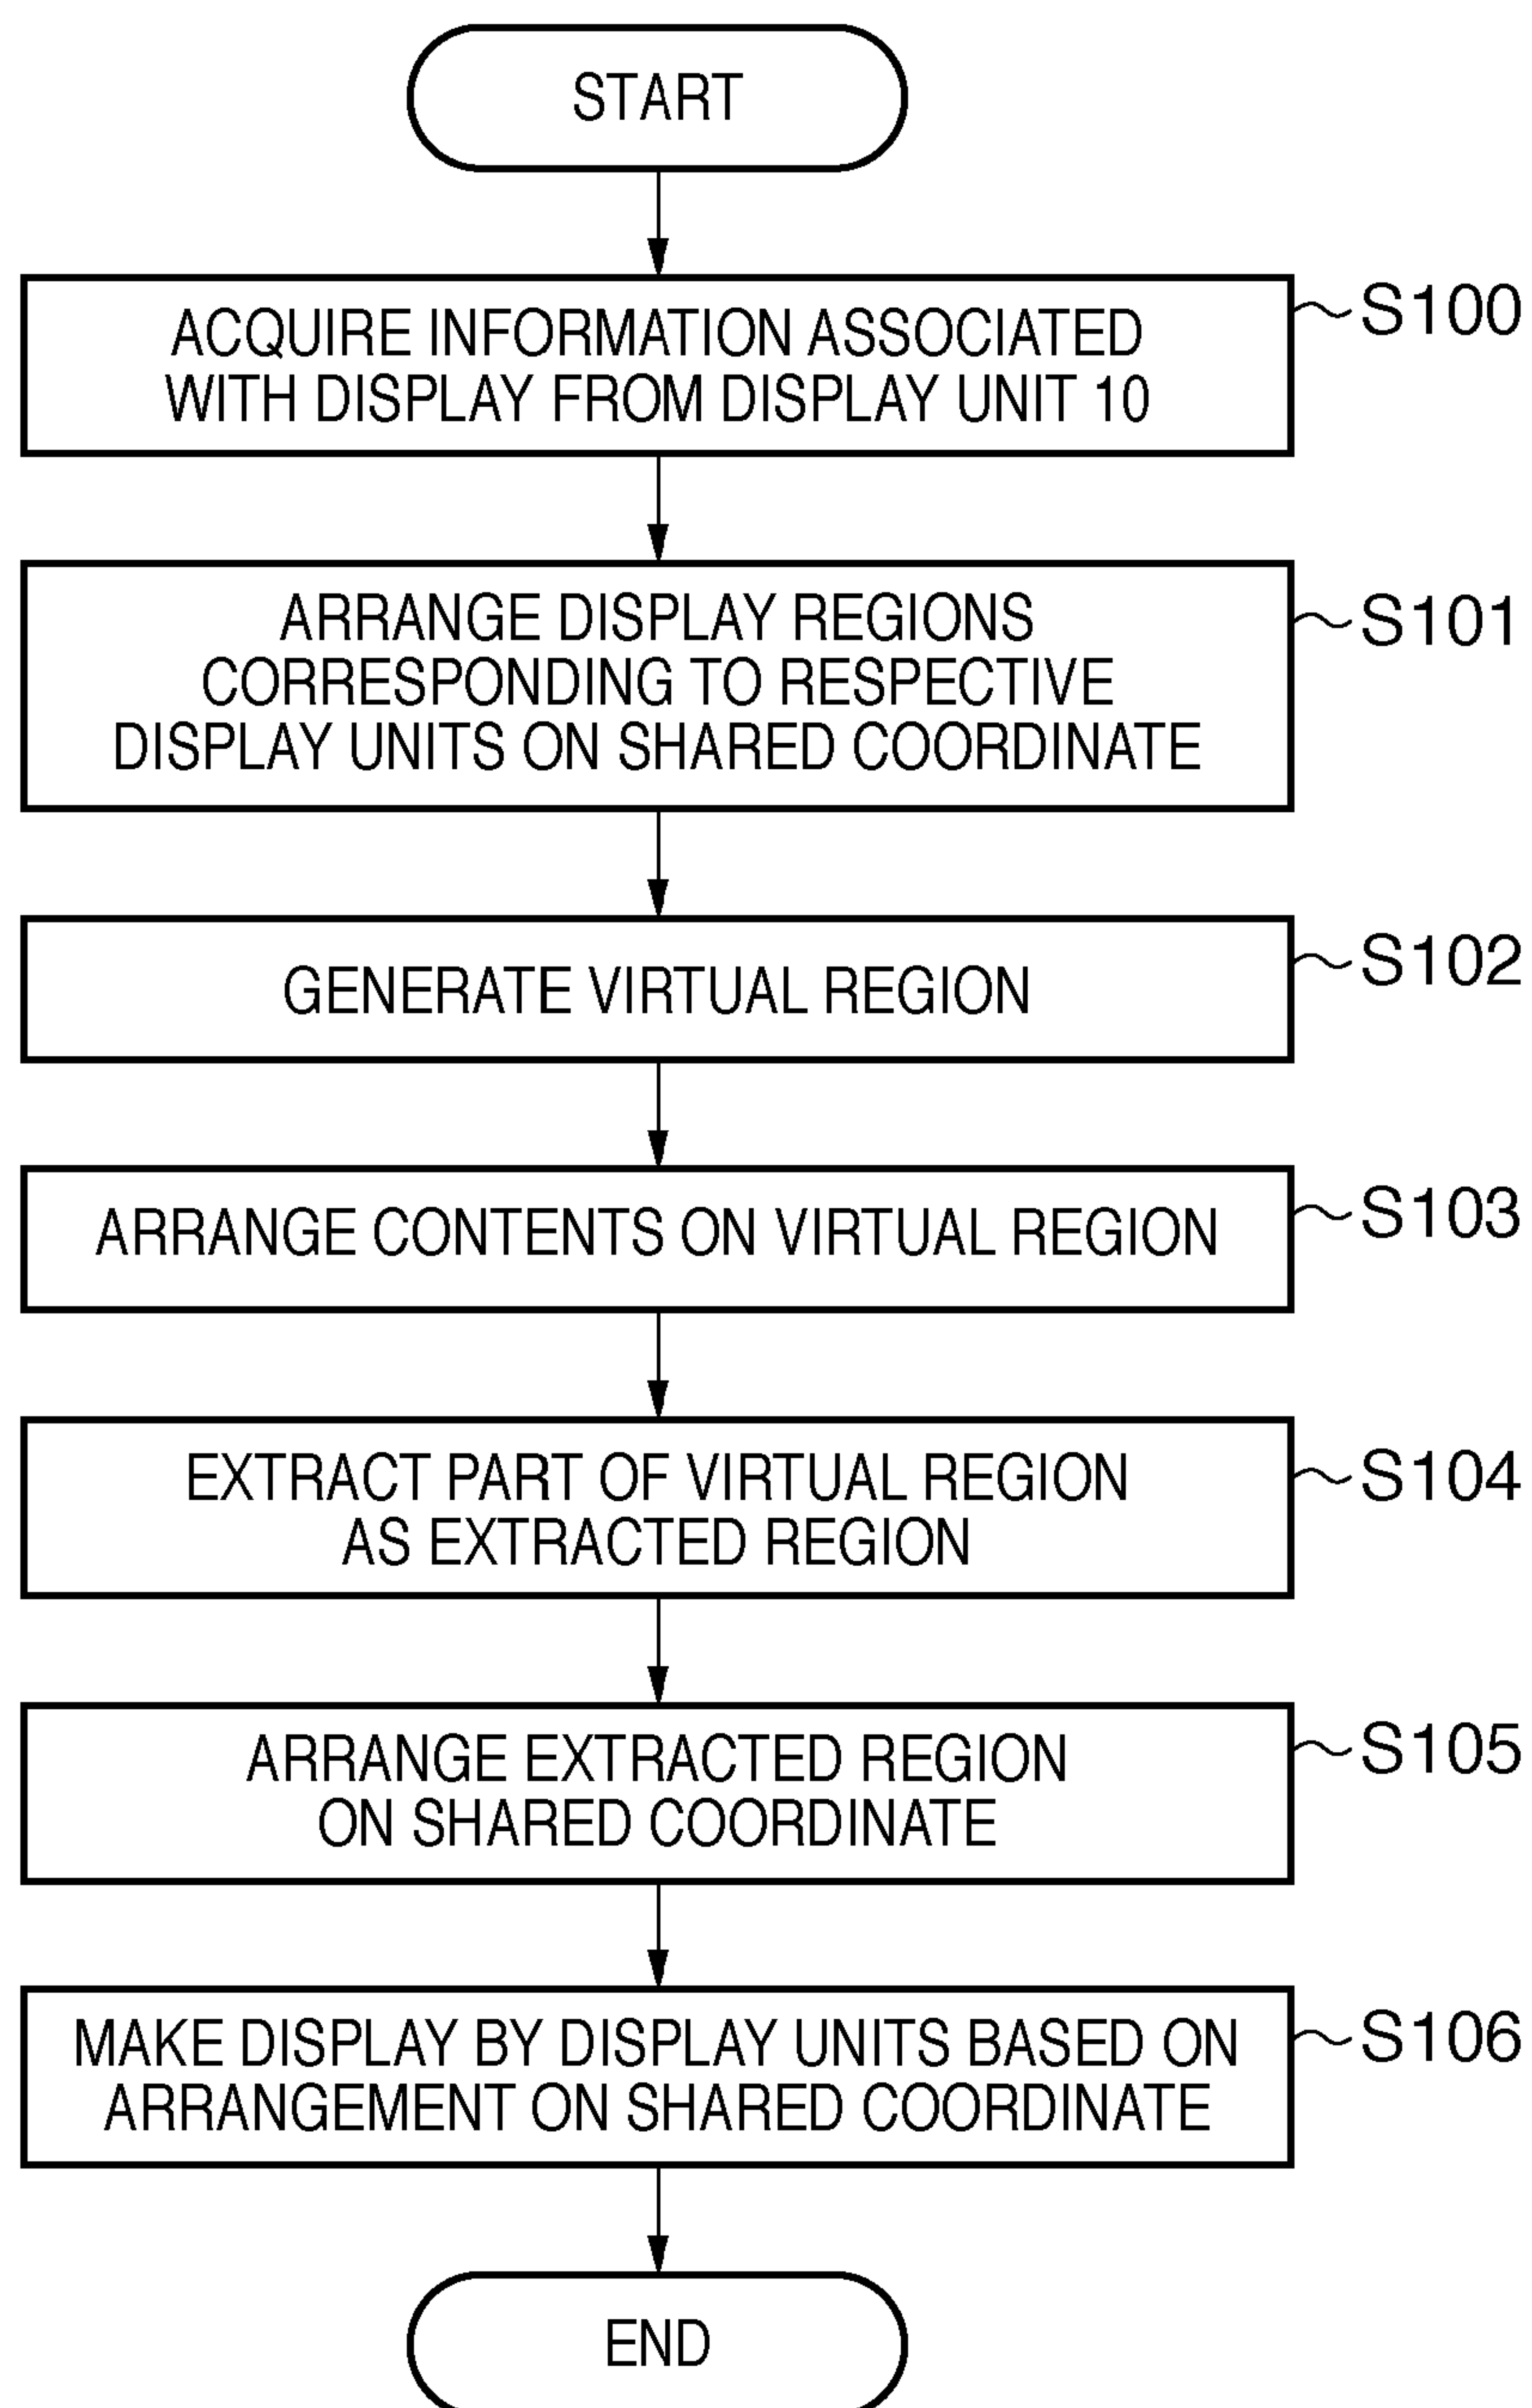 START
ACQUIRE INFORMATION ASSOCIATED
WITH DISPLAY FROM DISPLAY UNIT 10
S100
ARRANGE DISPLAY REGIONS
CORRESPONDING TO RESPECTIVE
DISPLAY UNITS ON SHARED COORDINATE
S101
GENERATE VIRTUAL REGION
S102
ARRANGE CONTENTS ON VIRTUAL REGION
S103
EXTRACT PART OF VIRTUAL REGION
AS EXTRACTED REGION
S104
ARRANGE EXTRACTED REGION
ON SHARED COORDINATE
S105
MAKE DISPLAY BY DISPLAY UNITS BASED ON
ARRANGEMENT ON SHARED COORDINATE
S106
END